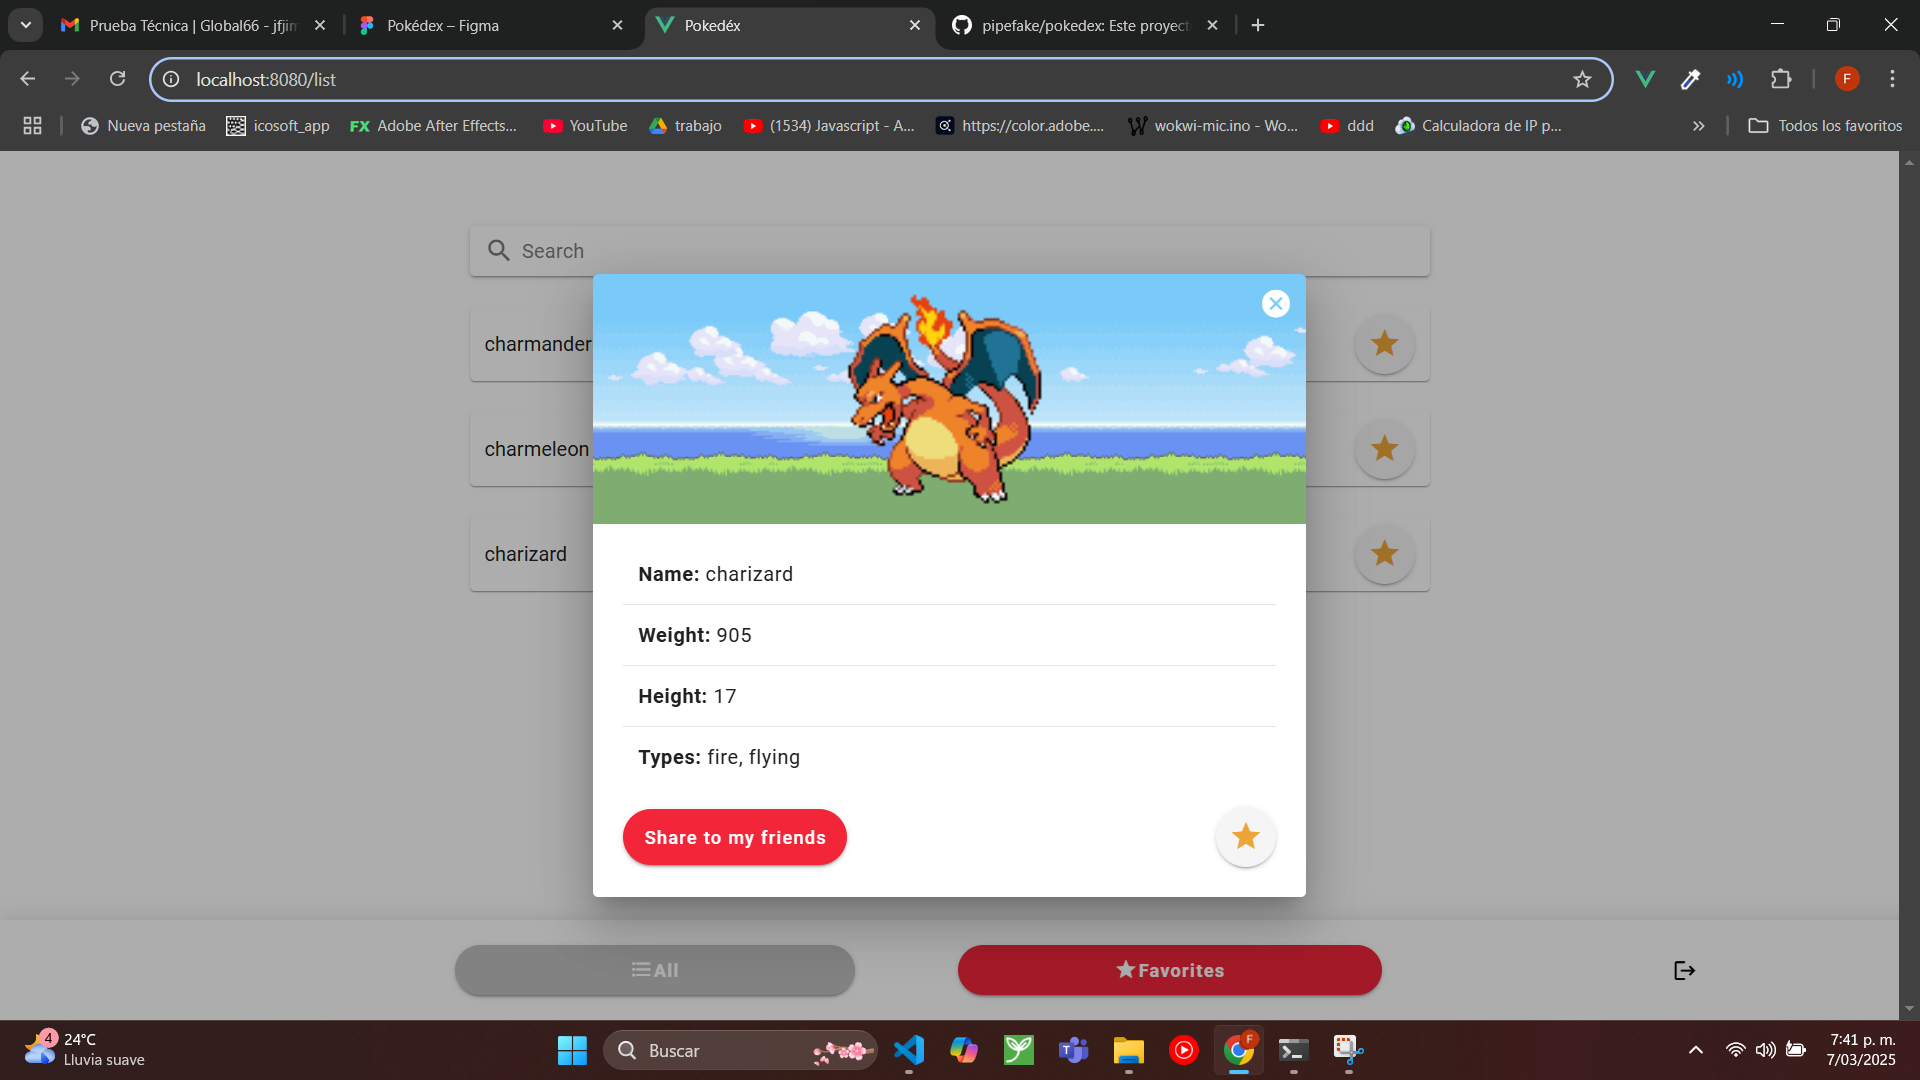 Prueba Técnica | Global66 - jfjim
Pokédex – Figma
Pokedéx
pipefake/pokedex: Este proyect
localhost:8080/list
F
Nueva pestaña
icosoft_app
FX Adobe After Effects...
YouTube
trabajo
(1534) Javascript - A...
https://color.adobe....
wokwi-mic.ino - Wo...
ddd
Calculadora de IP p...
Todos los favoritos
Search
charmander
charmeleon
charizard
Name: charizard
Weight: 905
Height: 17
Types: fire, flying
Share to my friends
All
Favorites
4
24°C
Lluvia suave
Buscar
F
7:41 p. m.
7/03/2025